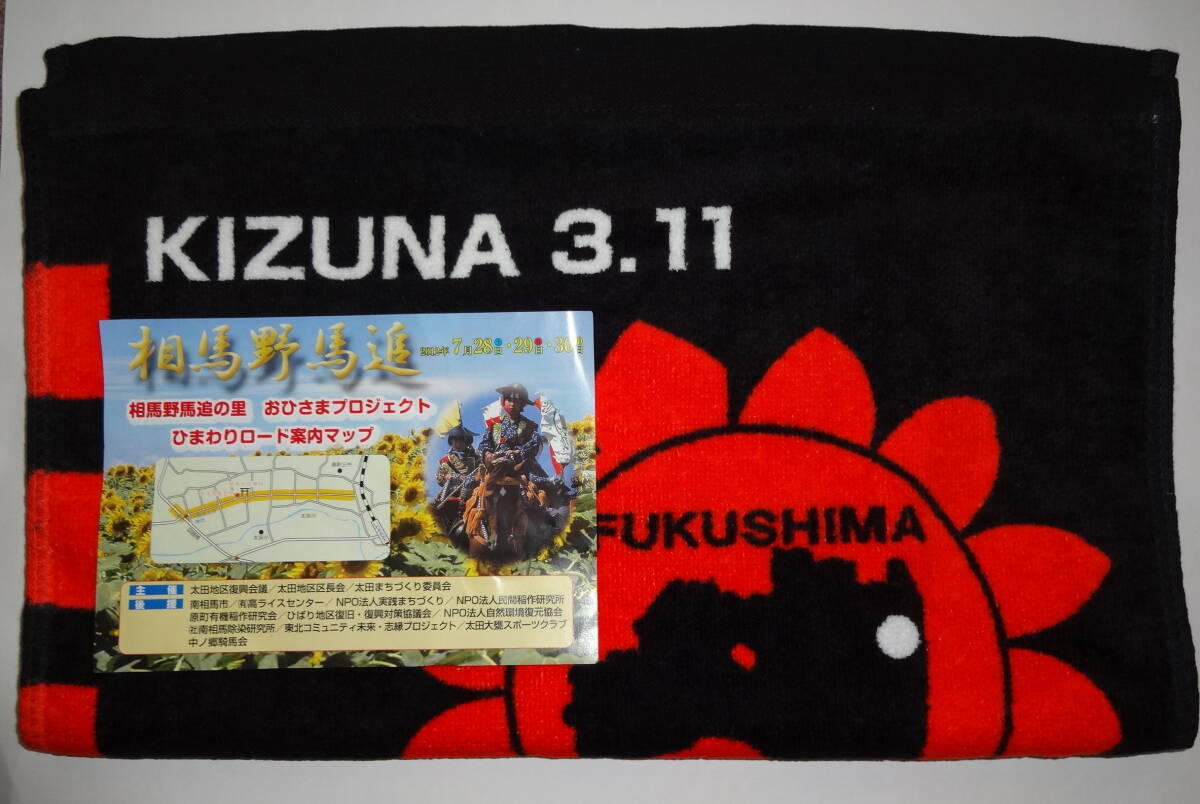 KIZUNA 3.11
相馬野馬追
2012年 7月28日・29日・30日
相馬野馬追の里 おひさまプロジェクト
ひまわりロード案内マップ
FUKUSHIMA
主催 太田地区復興会議／太田地区区長会／太田まちづくり委員会
後援 南相馬市／㈲高ライスセンター／NPO法人実践まちづくり／NPO法人民間稲作研究所
原町有機稲作研究会／ひばり地区復旧・復興対策協議会／NPO法人自然環境復元協会
㈳南相馬除染研究所／東北コミュニティ未来・志縁プロジェクト／太田大甕スポーツクラブ
中ノ郷騎馬会